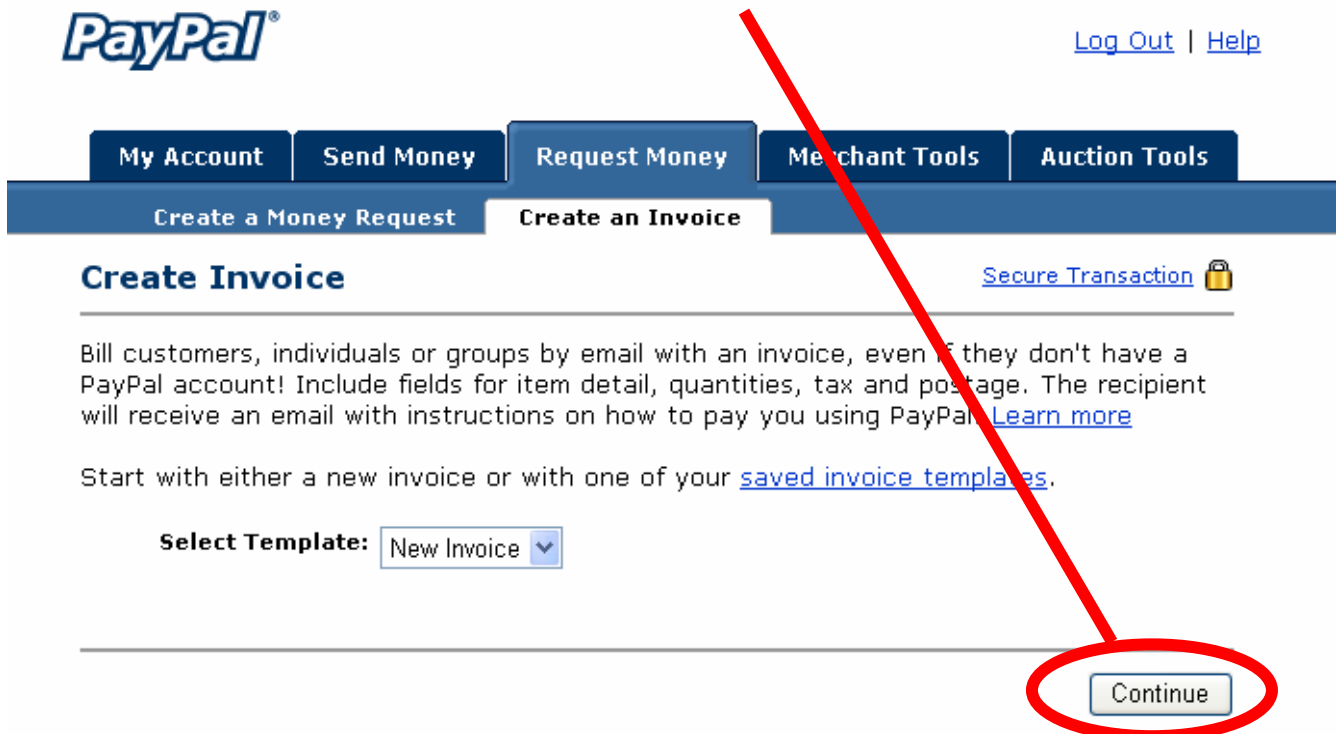 PayPal®
Log Out | Help
My Account Send Money Request Money Merchant Tools Auction Tools
Create a Money Request Create an Invoice
Create Invoice
Secure Transaction
Bill customers, individuals or groups by email with an invoice, even if they don't have a
PayPal account! Include fields for item detail, quantities, tax and postage. The recipient
will receive an email with instructions on how to pay you using PayPal. Learn more
Start with either a new invoice or with one of your saved invoice templates.
Select Template: New Invoice
Continue